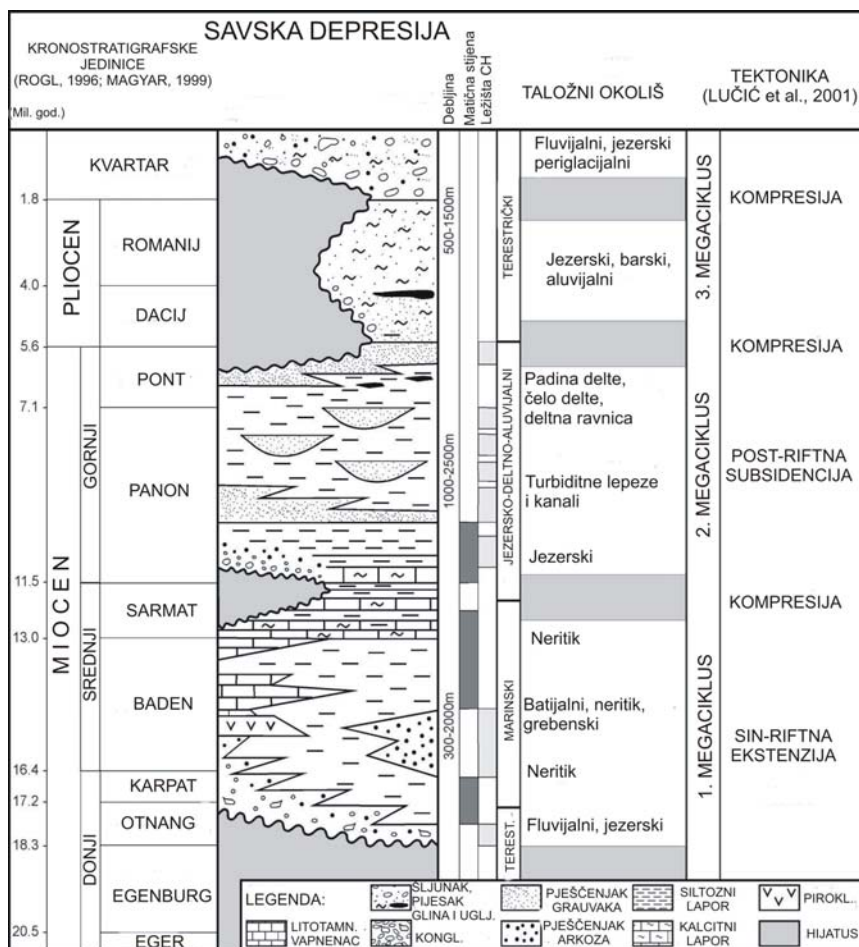 SAVSKA DEPRESIJA
KRONOSTRATIGRAFSKE
JEDINICE
(ROGL, 1996; MAGYAR, 1999)
(Mil. god.)
Debljina
Matična stijena
Ležišta CH
TALOŽNI OKOLIŠ
TEKTONIKA
(LUČIĆ et al., 2001)
KVARTAR
1.8
PLIOCEN
ROMANIJ
4.0
DACIJ
5.6
MIOCEN
GORNJI
PONT
7.1
PANON
11.5
SREDNJI
SARMAT
13.0
BADEN
16.4
DONJI
KARPAT
17.2
OTNANG
18.3
EGENBURG
20.5
EGER
500-1500m
1000-2500m
300-2000m
TERESTRIČKI
JEZERSKO-DELTNO-ALUVIJALNI
MARINSKI
TEREST. -
Fluvijalni, jezerski
periglacijalni
Jezerski, barski,
aluvijalni
Padina delte,
čelo delte,
deltna ravnica
Turbiditne lepeze
i kanali
Jezerski
Neritik
Batijalni, neritik,
grebenski
Neritik
Fluvijalni, jezerski
3. MEGACIKLUS
2. MEGACIKLUS
1. MEGACIKLUS
KOMPRESIJA
KOMPRESIJA
POST-RIFTNA
SUBSIDENCIJA
KOMPRESIJA
SIN-RIFTNA
EKSTENZIJA
LEGENDA:
LITOTAMN.
VAPNENAC
ŠLJUNAK,
PIJESAK
GLINA I UGLJ.
KONGL.
PJEŠČENJAK
GRAUVAKA
PJEŠČENJAK
ARKOZA
SILTOZNI
LAPOR
KALCITNI
LAPOR
PIROKL.
HIJATUS